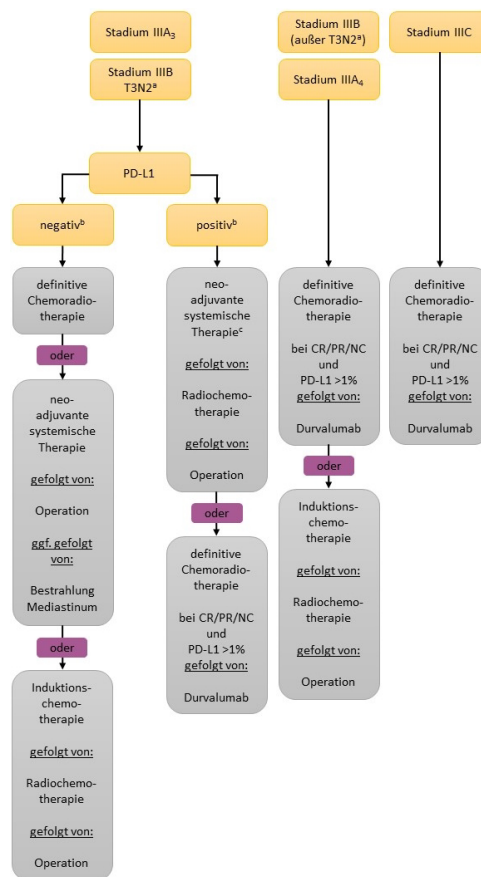 Stadium IIIA₃
Stadium IIIB
T3N2ᵃ
PD-L1
negativᵇ
definitive
Chemoradio-
therapie
oder
neo-
adjuvante
systemische
Therapie
gefolgt von:
Operation
ggf. gefolgt
von:
Bestrahlung
Mediastinum
oder
Induktions-
chemo-
therapie
gefolgt von:
Radiochemo-
therapie
gefolgt von:
Operation
positivᵇ
neo-
adjuvante
systemische
Therapieᶜ
gefolgt von:
Radiochemo-
therapie
gefolgt von:
Operation
oder
definitive
Chemoradio-
therapie
bei CR/PR/NC
und
PD-L1 >1%
gefolgt von:
Durvalumab
Stadium IIIB
(außer T3N2ᵃ)
Stadium IIIA₄
definitive
Chemoradio-
therapie
bei CR/PR/NC
und
PD-L1 >1%
gefolgt von:
Durvalumab
oder
Induktions-
chemo-
therapie
gefolgt von:
Radiochemo-
therapie
gefolgt von:
Operation
Stadium IIIC
definitive
Chemoradio-
therapie
bei CR/PR/NC
und
PD-L1 >1%
gefolgt von:
Durvalumab